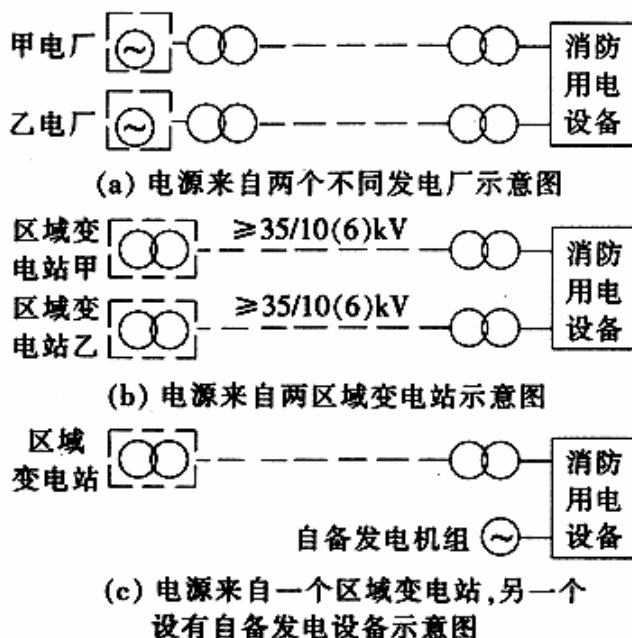 甲电厂
乙电厂
消防
用电
设备
(a) 电源来自两个不同发电厂示意图
区域变
电站甲
≥35/10(6)kV
区域变
电站乙
≥35/10(6)kV
消防
用电
设备
(b) 电源来自两区域变电站示意图
区域
变电站
自备发电机组
消防
用电
设备
(c) 电源来自一个区域变电站,另一个
设有自备发电设备示意图